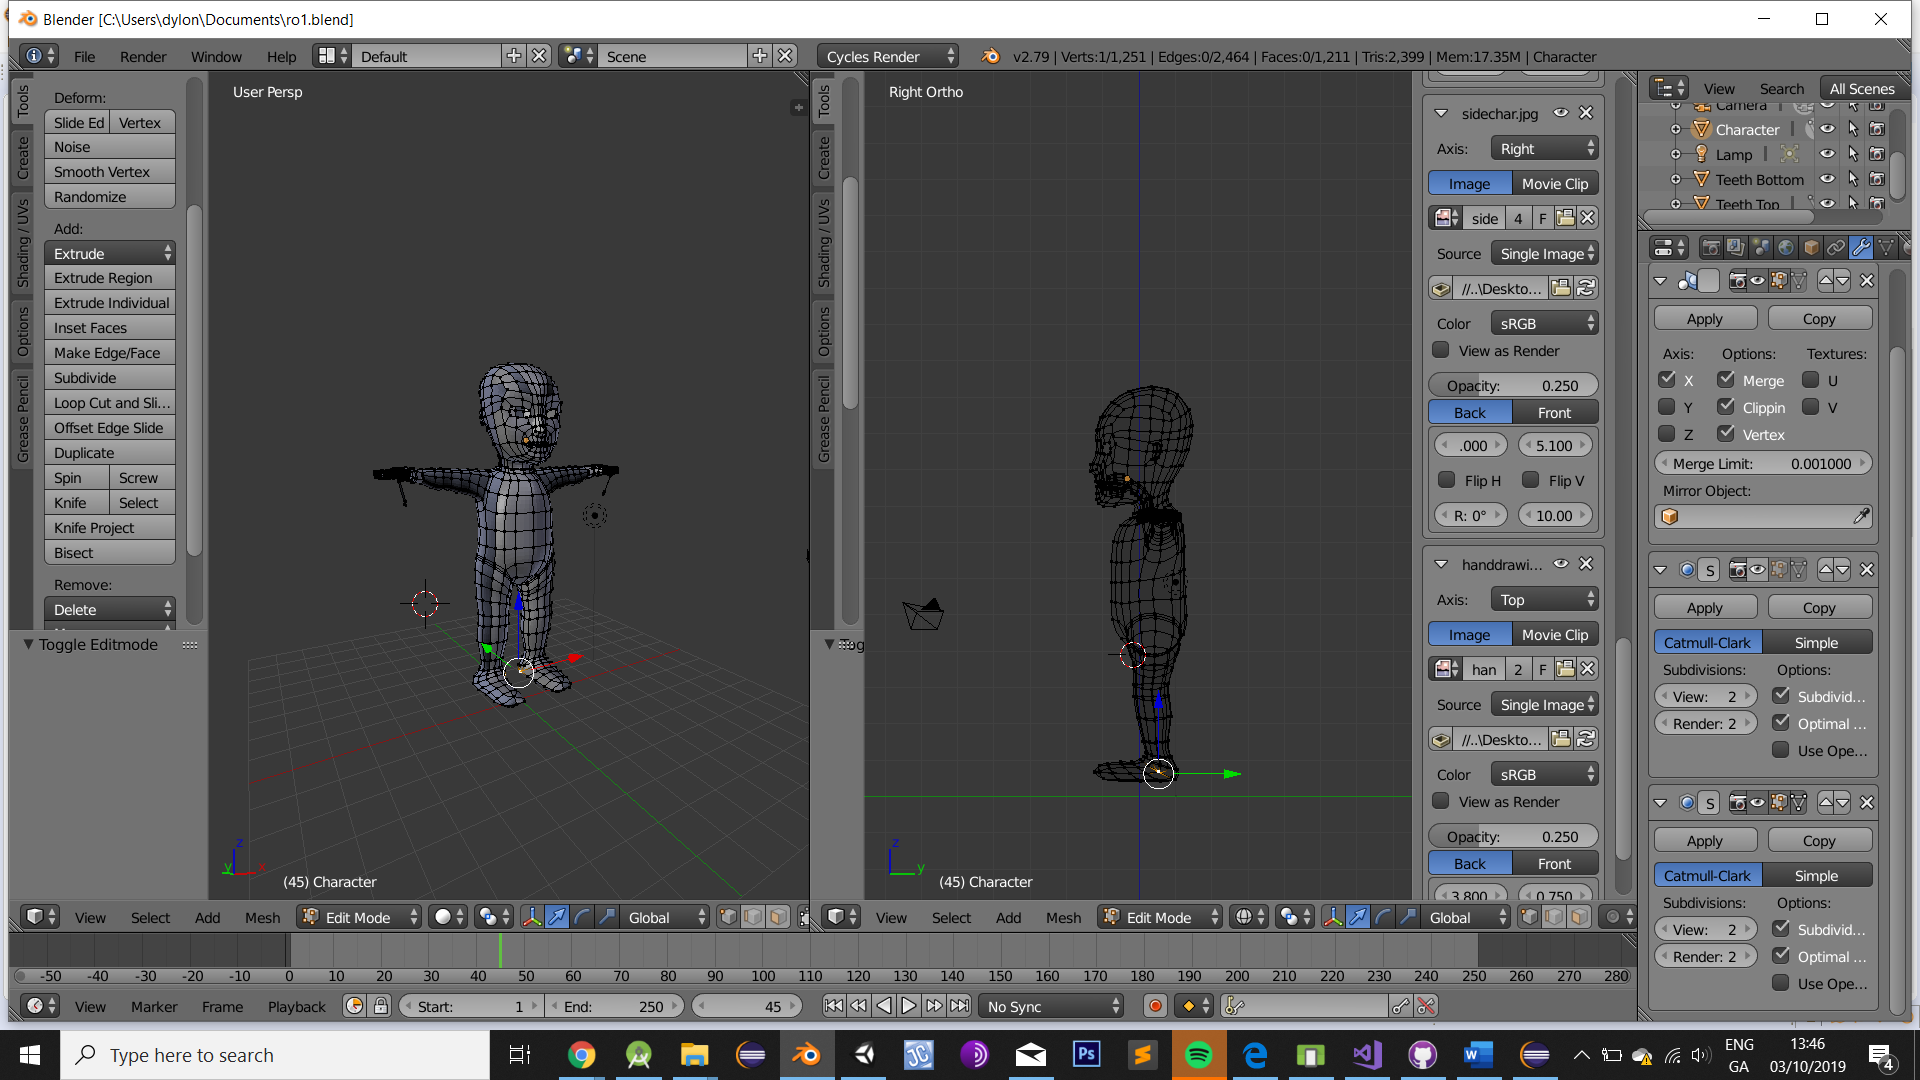 Blender [C:\Users\dylon\Documents\ro1.blend]
File Render Window Help Default Scene Cycles Render v2.79 | Verts:1/1,251 | Edges:0/2,464 | Faces:0/1,211 | Tris:2,399 | Mem:17.35M | Character
Tools
Create
Shading / UVs
Options
Grease Pencil
Deform:
Slide Ed Vertex
Noise
Smooth Vertex
Randomize
Add:
Extrude
Extrude Region
Extrude Individual
Inset Faces
Make Edge/Face
Subdivide
Loop Cut and Sli...
Offset Edge Slide
Duplicate
Spin Screw
Knife Select
Knife Project
Bisect
Remove:
Delete
Toggle Editmode
User Persp
z
y x
(45) Character
Tools
Create
Shading / UVs
Options
Grease Pencil
Tog
Right Ortho
z
y
(45) Character
sidechar.jpg
Axis: Right
Image Movie Clip
side 4 F
Source Single Image
//..\Deskto...
Color sRGB
View as Render
Opacity: 0.250
Back Front
.000 5.100
Flip H Flip V
R: 0° 10.00
handdrawi...
Axis: Top
Image Movie Clip
han 2 F
Source Single Image
//..\Deskto...
Color sRGB
View as Render
Opacity: 0.250
Back Front
3.800 0.750
View Search All Scenes
Camera
Character
Lamp
Teeth Bottom
Teeth Top
Apply Copy
Axis: Options: Textures:
X Merge U
Y Clippin V
Z Vertex
Merge Limit: 0.001000
Mirror Object:
S
Apply Copy
Catmull-Clark Simple
Subdivisions: Options:
View: 2 Subdivid...
Render: 2 Optimal ...
Use Ope...
S
Apply Copy
Catmull-Clark Simple
Subdivisions: Options:
View: 2 Subdivid...
Render: 2 Optimal ...
Use Ope...
View Select Add Mesh Edit Mode Global
View Select Add Mesh Edit Mode Global
-50 -40 -30 -20 -10 0 10 20 30 40 50 60 70 80 90 100 110 120 130 140 150 160 170 180 190 200 210 220 230 240 250 260 270 280
View Marker Frame Playback Start: 1 End: 250 45 No Sync
Type here to search
ENG
GA
13:46
03/10/2019
4